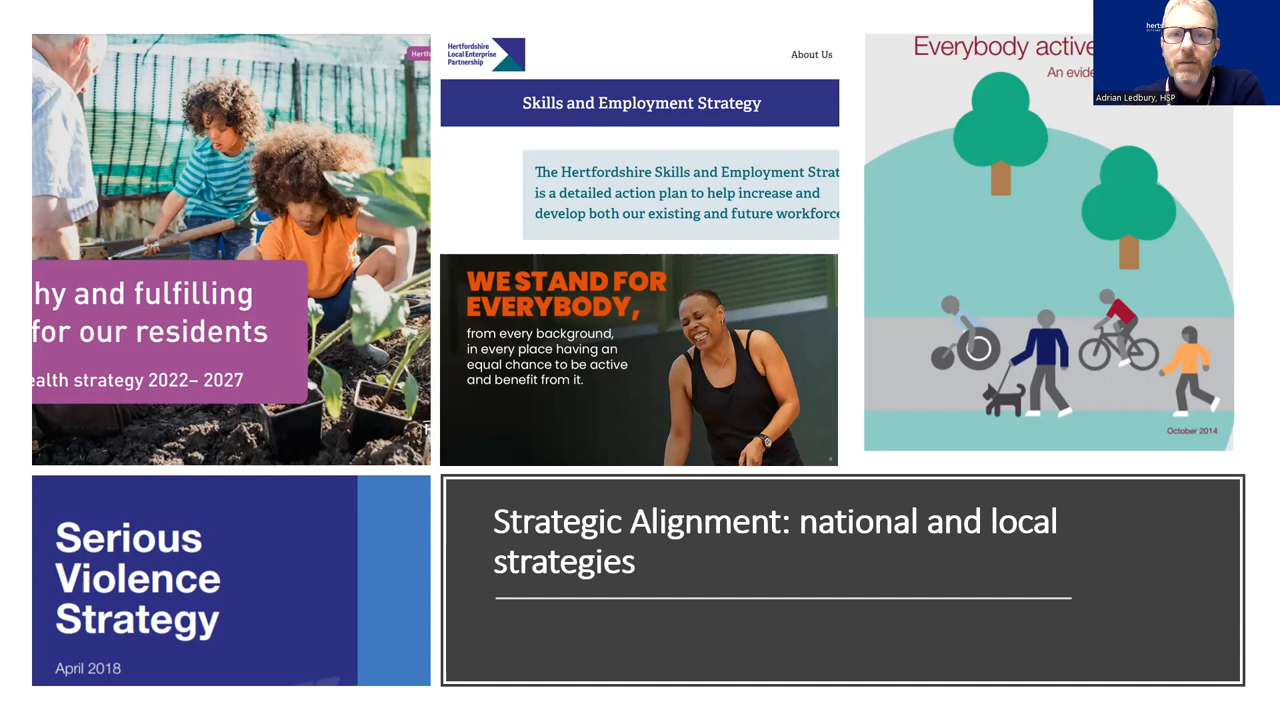 Hertfordshire
Local Enterprise
Partnership
About Us
Skills and Employment Strategy
The Hertfordshire Skills and Employment Strat
is a detailed action plan to help increase and
develop both our existing and future workforce
Everybody active
An evide
Adrian Ledbury, HSP
hy and fulfilling
for our residents
ealth strategy 2022– 2027
WE STAND FOR
EVERYBODY,
from every background,
in every place having an
equal chance to be active
and benefit from it.
October 2014
Serious
Violence
Strategy
April 2018
Strategic Alignment: national and local
strategies